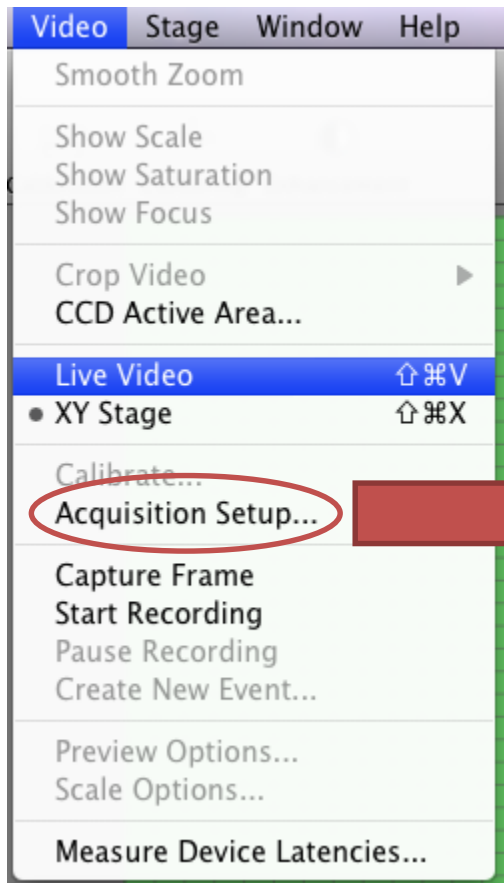 Video Stage Window Help
Smooth Zoom
Show Scale
Show Saturation
Show Focus
Crop Video ▶
CCD Active Area...
Live Video ⇧⌘V
• XY Stage ⇧⌘X
Calibrate...
Acquisition Setup...
Capture Frame
Start Recording
Pause Recording
Create New Event...
Preview Options...
Scale Options...
Measure Device Latencies...